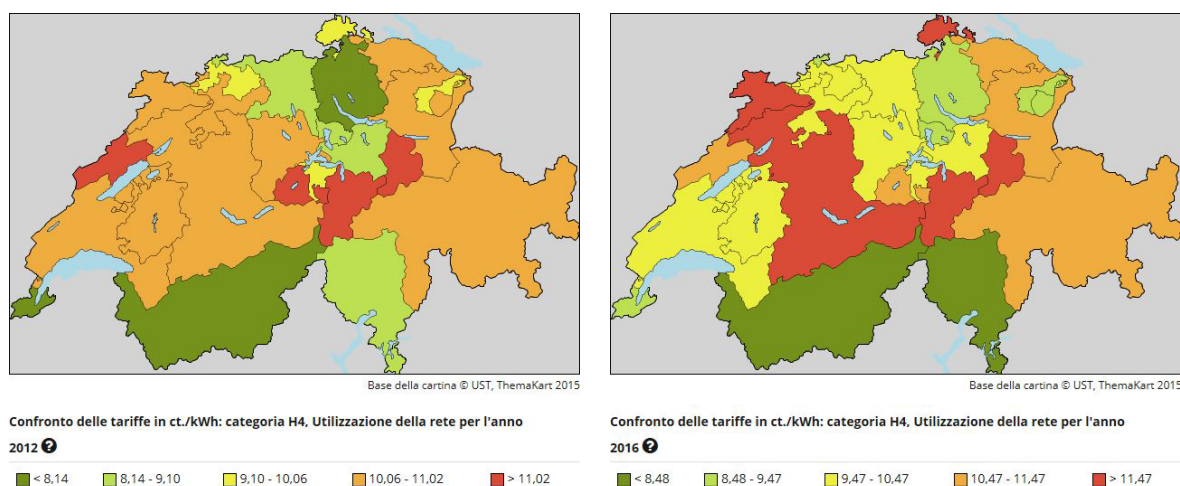 Base della cartina © UST, ThemaKart 2015
Confronto delle tariffe in ct./kWh: categoria H4, Utilizzazione della rete per l'anno
2012 ?
< 8,14 8,14 - 9,10 9,10 - 10,06 10,06 - 11,02 > 11,02
Base della cartina © UST, ThemaKart 2015
Confronto delle tariffe in ct./kWh: categoria H4, Utilizzazione della rete per l'anno
2016 ?
< 8,48 8,48 - 9,47 9,47 - 10,47 10,47 - 11,47 > 11,47